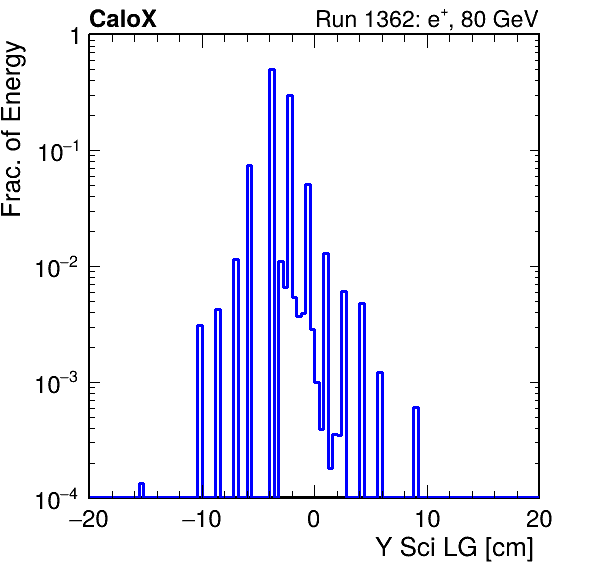 CaloX Run 1362: e⁺, 80 GeV
Frac. of Energy
1
10⁻¹
10⁻²
10⁻³
10⁻⁴
−20 −10 0 10 20
Y Sci LG [cm]